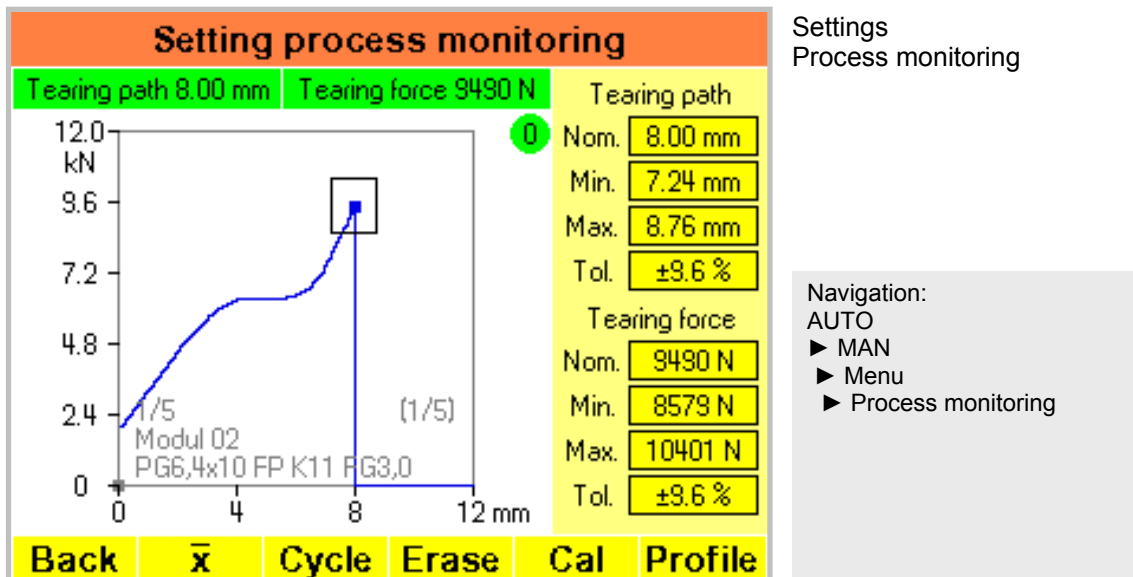 Setting process monitoring
Tearing path 8.00 mm Tearing force 9490 N
0
12.0
kN
9.6
7.2
4.8
2.4
0
0 4 8 12 mm
1/5 (1/5)
Modul 02
PG6,4x10 FP K11 PG3,0
Tearing path
Nom. 8.00 mm
Min. 7.24 mm
Max. 8.76 mm
Tol. ±9.6 %
Tearing force
Nom. 9490 N
Min. 8579 N
Max. 10401 N
Tol. ±9.6 %
Back x̄ Cycle Erase Cal Profile
Settings
Process monitoring
Navigation:
AUTO
► MAN
► Menu
► Process monitoring